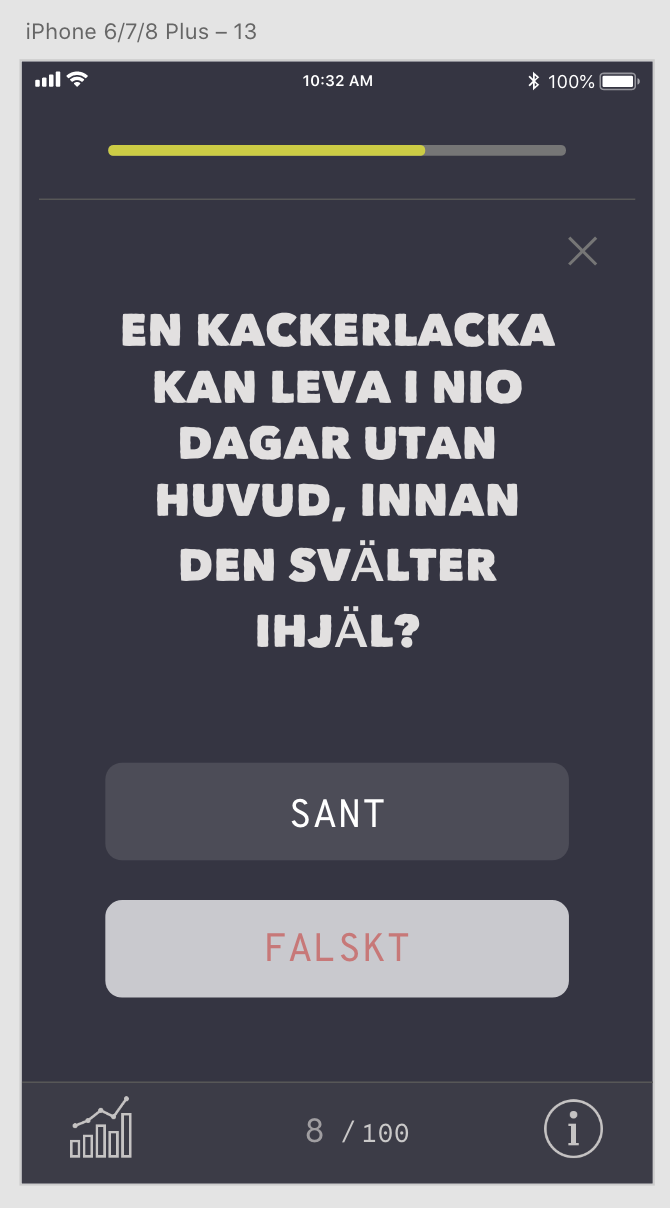 iPhone 6/7/8 Plus – 13
10:32 AM
100%
EN KACKERLACKA
KAN LEVA I NIO
DAGAR UTAN
HUVUD, INNAN
DEN SVÄLTER
IHJÄL?
SANT
FALSKT
8 / 100
i